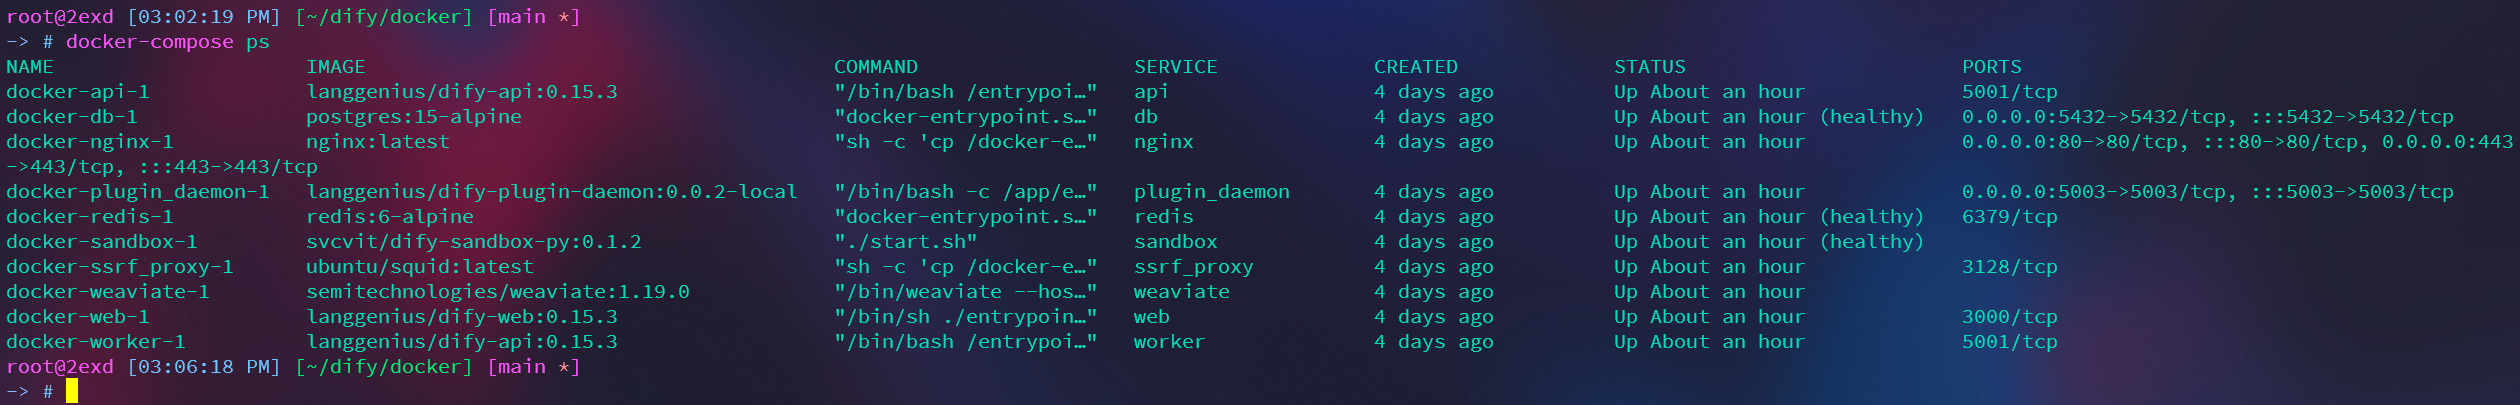 root@2exd [03:02:19 PM] [~/dify/docker] [main *]
-> # docker-compose ps
NAME                     IMAGE                                       COMMAND                  SERVICE             CREATED             STATUS                       PORTS
docker-api-1             langgenius/dify-api:0.15.3                  "/bin/bash /entrypoi…"   api                 4 days ago          Up About an hour             5001/tcp
docker-db-1              postgres:15-alpine                          "docker-entrypoint.s…"   db                  4 days ago          Up About an hour (healthy)   0.0.0.0:5432->5432/tcp, :::5432->5432/tcp
docker-nginx-1           nginx:latest                                "sh -c 'cp /docker-e…"   nginx               4 days ago          Up About an hour             0.0.0.0:80->80/tcp, :::80->80/tcp, 0.0.0.0:443
->443/tcp, :::443->443/tcp
docker-plugin_daemon-1   langgenius/dify-plugin-daemon:0.0.2-local   "/bin/bash -c /app/e…"   plugin_daemon       4 days ago          Up About an hour             0.0.0.0:5003->5003/tcp, :::5003->5003/tcp
docker-redis-1           redis:6-alpine                              "docker-entrypoint.s…"   redis               4 days ago          Up About an hour (healthy)   6379/tcp
docker-sandbox-1         svcvit/dify-sandbox-py:0.1.2                "./start.sh"             sandbox             4 days ago          Up About an hour (healthy)
docker-ssrf_proxy-1      ubuntu/squid:latest                         "sh -c 'cp /docker-e…"   ssrf_proxy          4 days ago          Up About an hour             3128/tcp
docker-weaviate-1        semitechnologies/weaviate:1.19.0            "/bin/weaviate --hos…"   weaviate            4 days ago          Up About an hour
docker-web-1             langgenius/dify-web:0.15.3                  "/bin/sh ./entrypoin…"   web                 4 days ago          Up About an hour             3000/tcp
docker-worker-1          langgenius/dify-api:0.15.3                  "/bin/bash /entrypoi…"   worker              4 days ago          Up About an hour             5001/tcp
root@2exd [03:06:18 PM] [~/dify/docker] [main *]
-> #